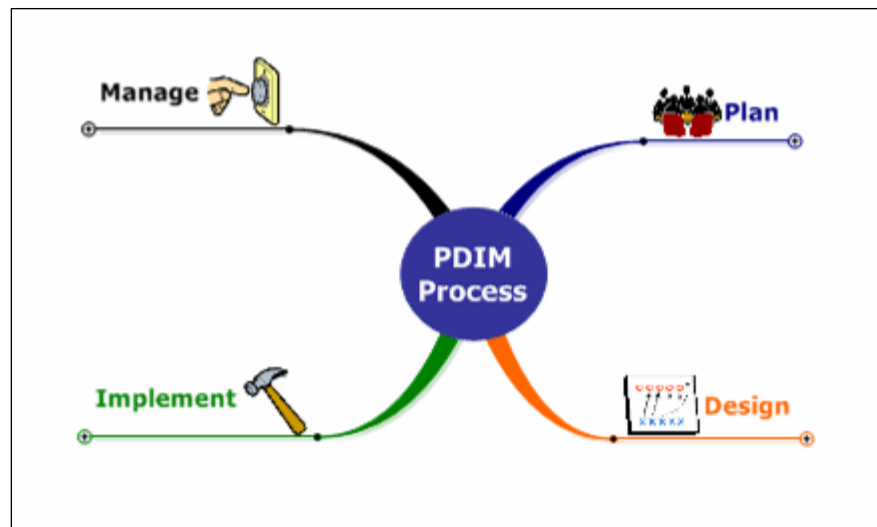 Manage
Plan
PDIM
Process
Implement
Design